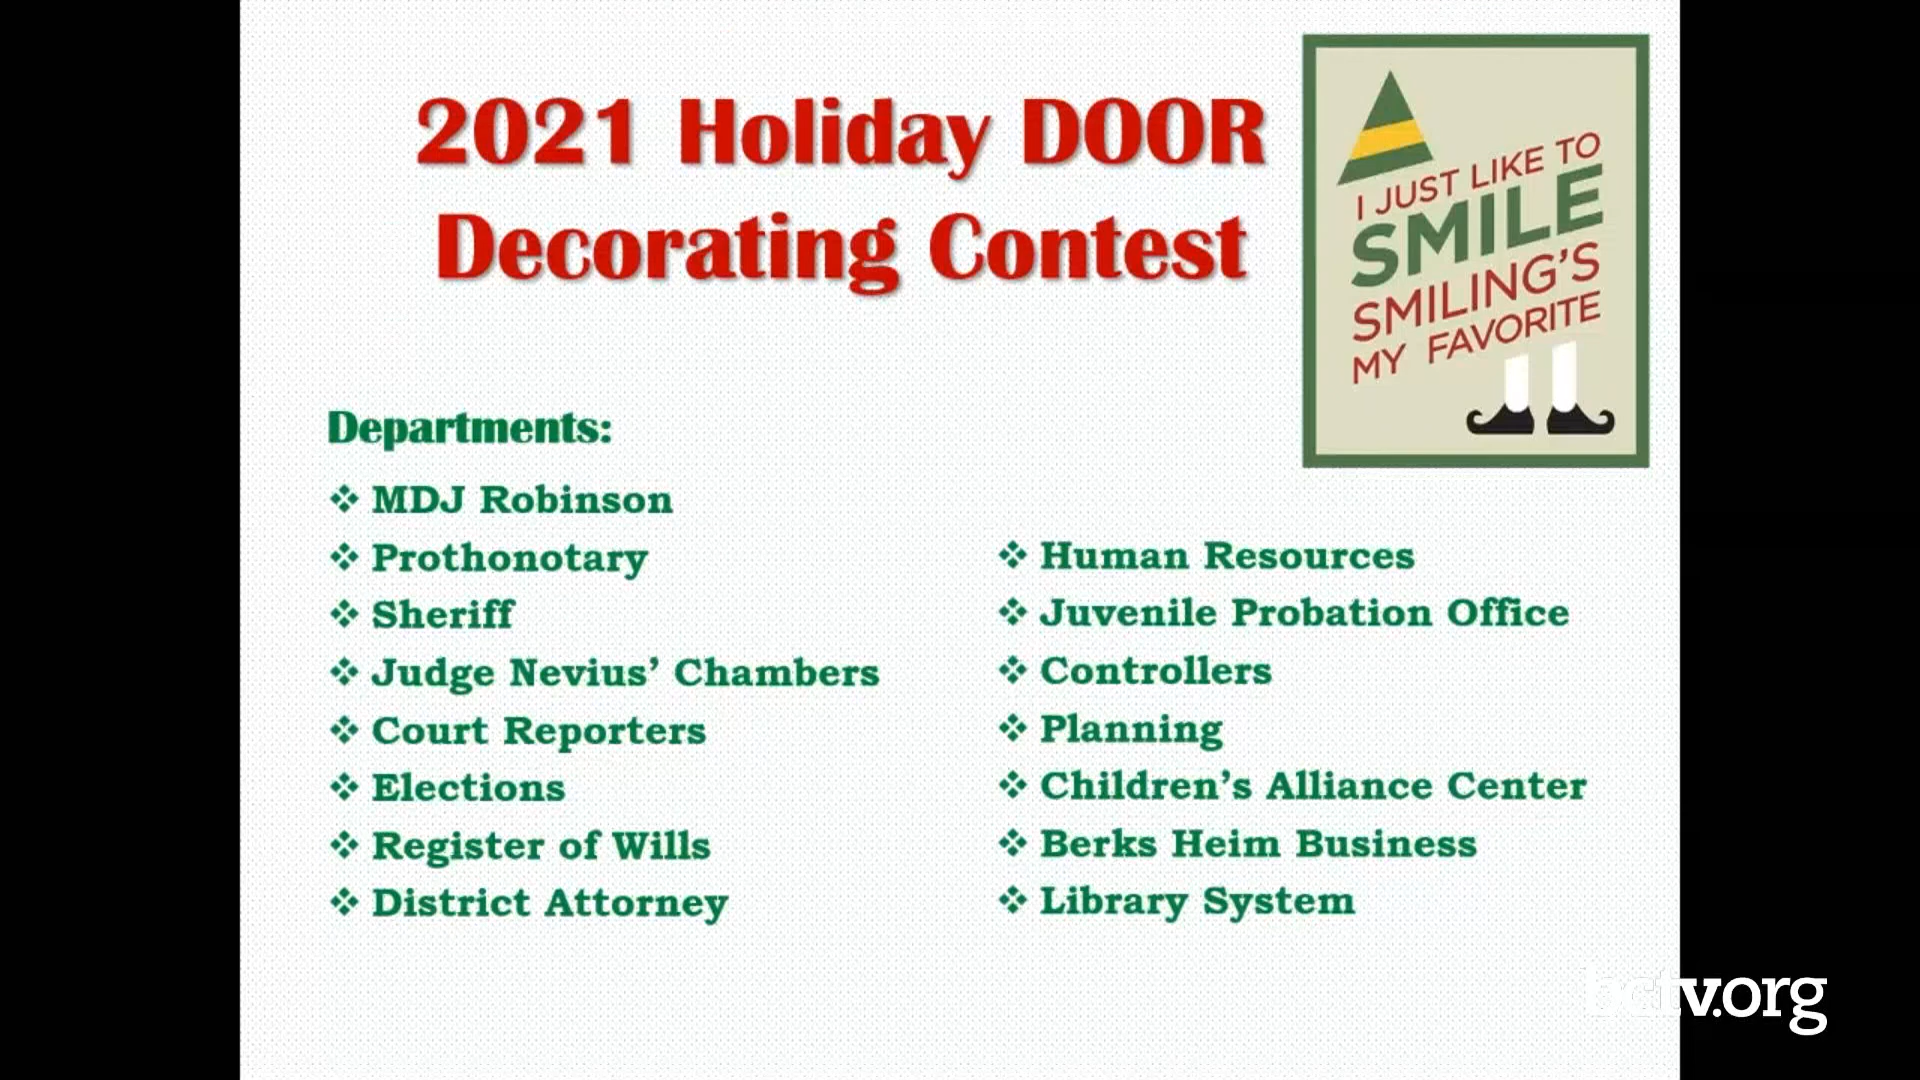 2021 Holiday DOOR
Decorating Contest
I JUST LIKE TO
SMILE
SMILING'S
MY FAVORITE
Departments:
❖ MDJ Robinson
❖ Prothonotary
❖ Sheriff
❖ Judge Nevius’ Chambers
❖ Court Reporters
❖ Elections
❖ Register of Wills
❖ District Attorney
❖ Human Resources
❖ Juvenile Probation Office
❖ Controllers
❖ Planning
❖ Children’s Alliance Center
❖ Berks Heim Business
❖ Library System
bctv.org